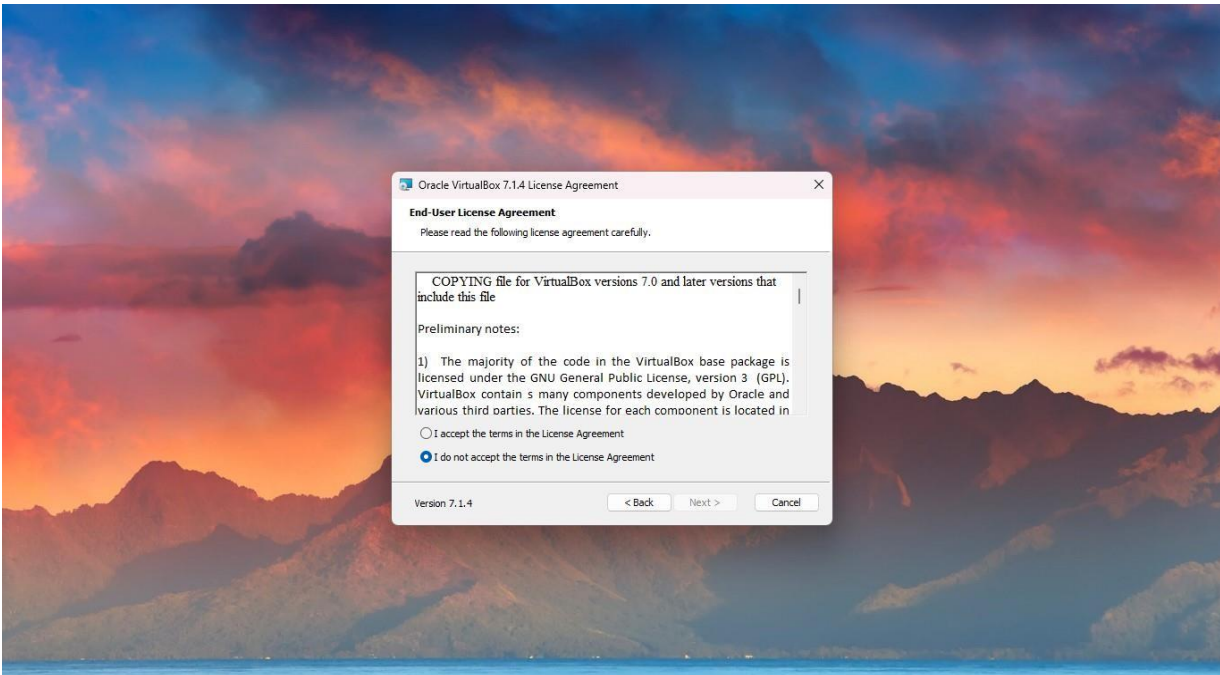 Oracle VirtualBox 7.1.4 License Agreement
End-User License Agreement
Please read the following license agreement carefully.
COPYING file for VirtualBox versions 7.0 and later versions that
include this file
Preliminary notes:
1) The majority of the code in the VirtualBox base package is
licensed under the GNU General Public License, version 3 (GPL).
VirtualBox contain s many components developed by Oracle and
various third parties. The license for each component is located in
I accept the terms in the License Agreement
I do not accept the terms in the License Agreement
Version 7.1.4
< Back Next > Cancel